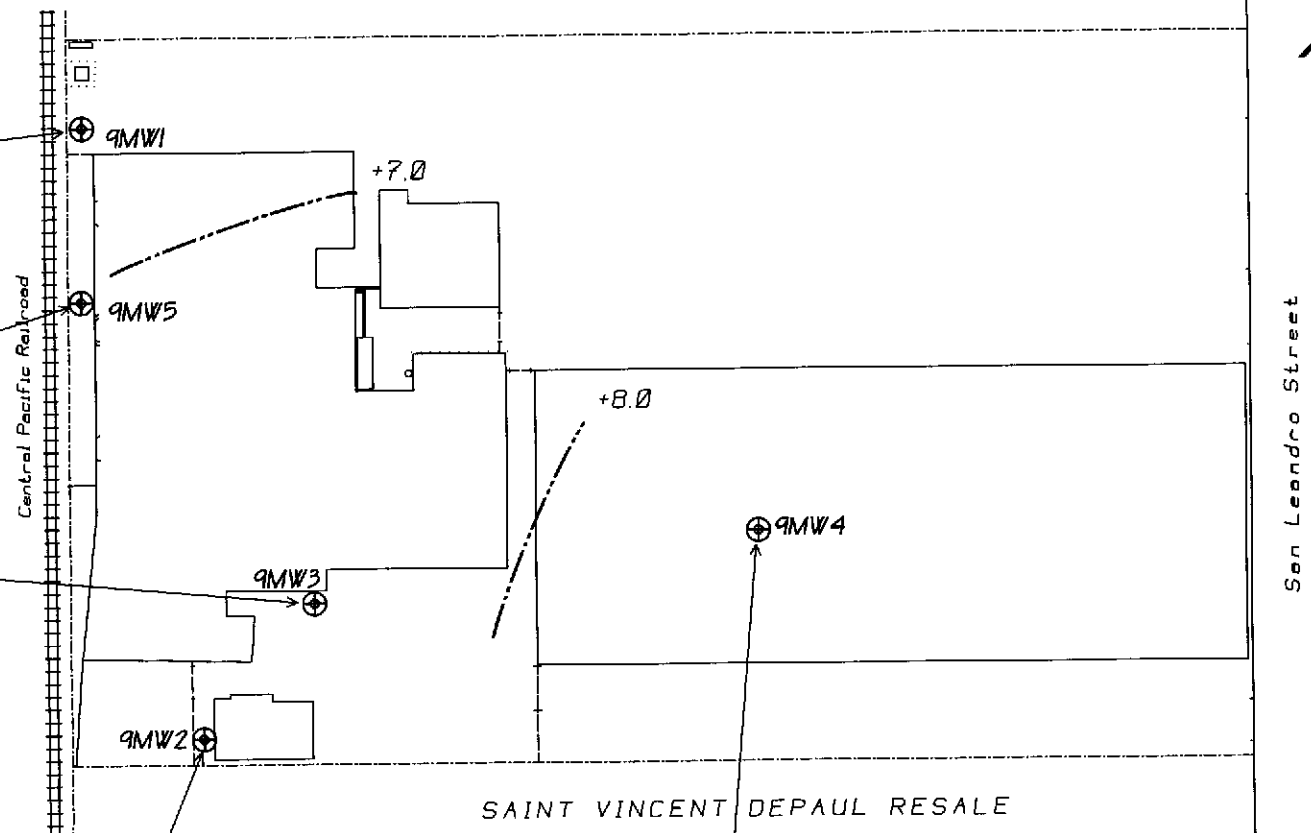 9MW1
+7.0
9MW5
Central Pacific Railroad
San Leandro Street
+8.0
9MW4
9MW3
9MW2
SAINT VINCENT DEPAUL RESALE